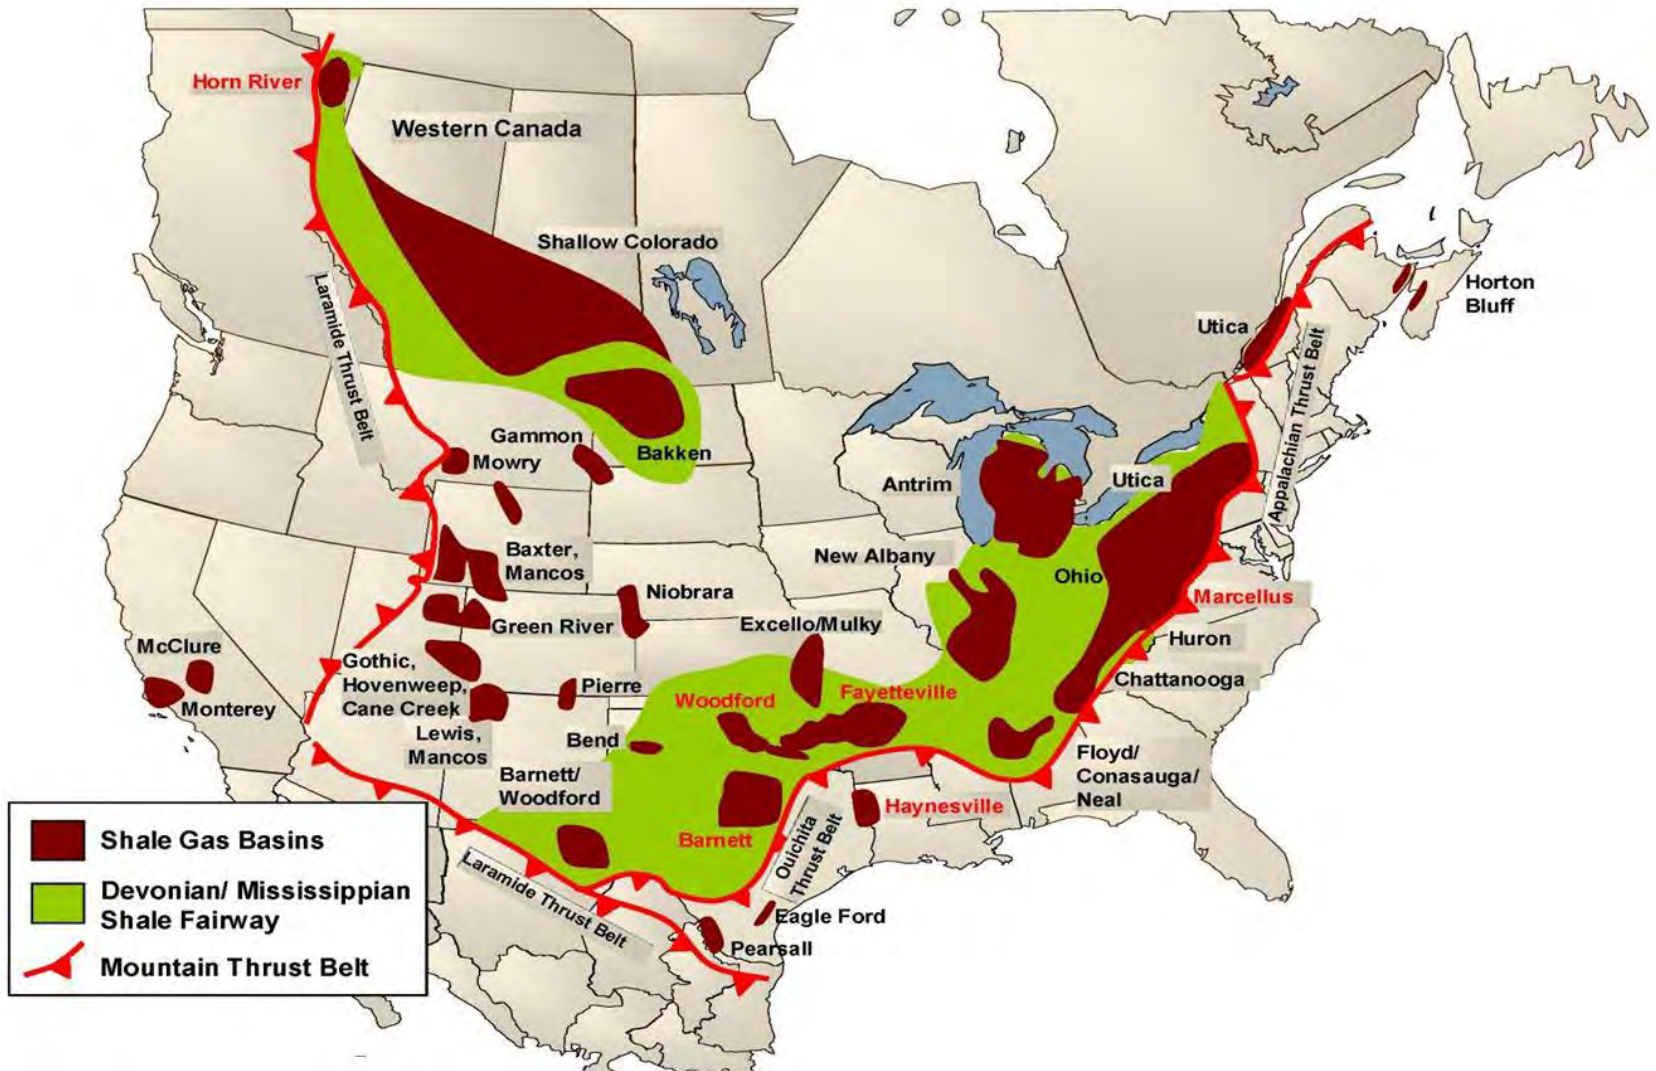 Horn River
Western Canada
Shallow Colorado
Laramide Thrust Belt
Utica
Horton
Bluff
Appalachian Thrust Belt
Gammon
Mowry
Bakken
Antrim
Utica
Baxter,
Mancos
New Albany
Ohio
Niobrara
Marcellus
Green River
Excello/Mulky
Huron
McClure
Monterey
Gothic,
Hovenweep,
Cane Creek
Chattanooga
Pierre
Woodford
Fayetteville
Lewis,
Mancos
Bend
Floyd/
Conasauga/
Neal
Barnett/
Woodford
Haynesville
Barnett
Ouichita
Thrust Belt
Laramide Thrust Belt
Eagle Ford
Pearsall
Shale Gas Basins
Devonian/ Mississippian
Shale Fairway
Mountain Thrust Belt